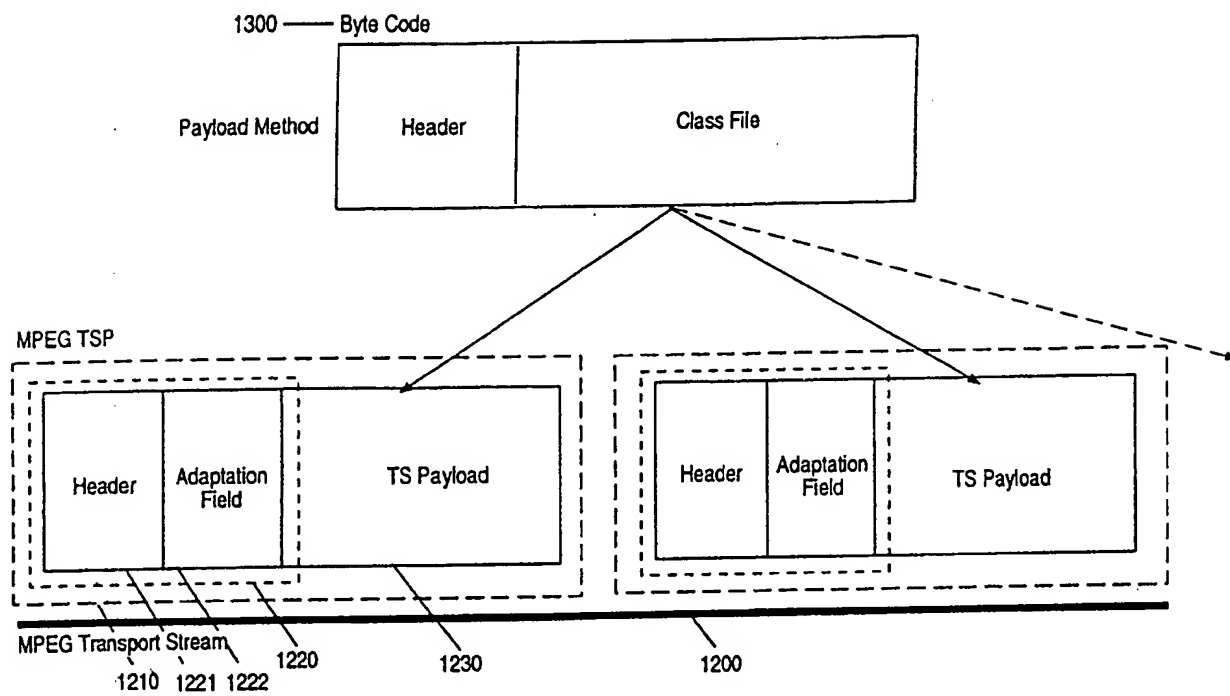 1300 Byte Code
Payload Method
Header
Class File
MPEG TSP
Header
Adaptation
Field
TS Payload
Header
Adaptation
Field
TS Payload
MPEG Transport Stream
1210
1221
1222
1220
1230
1200